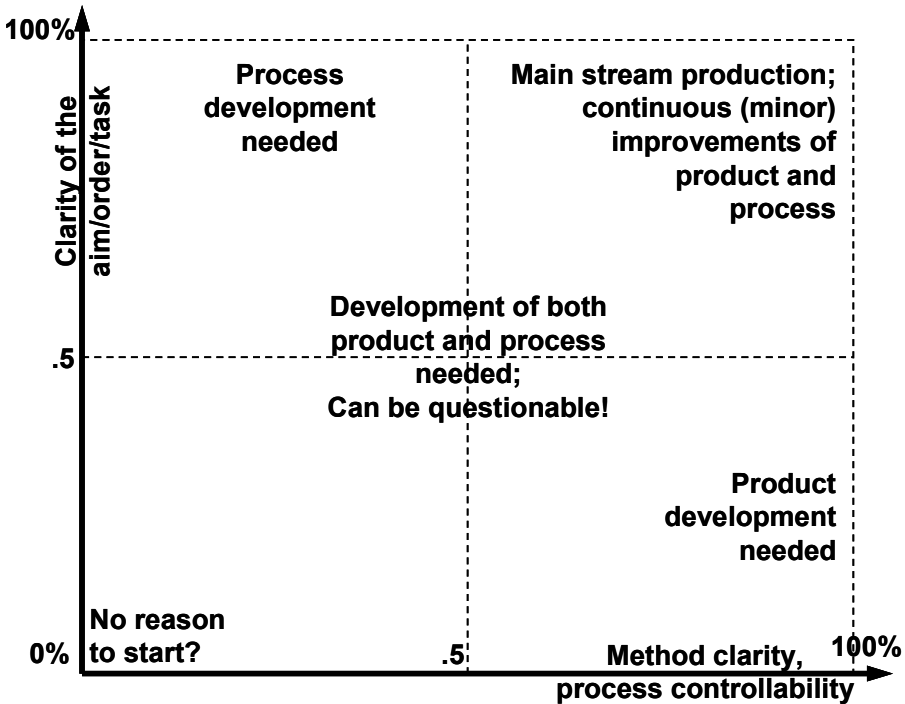 100%
Clarity of the
aim/order/task
Process
development
needed
Main stream production;
continuous (minor)
improvements of
product and
process
Development of both
product and process
needed;
Can be questionable!
.5
Product
development
needed
No reason
to start?
0%
.5
Method clarity,
process controllability
100%